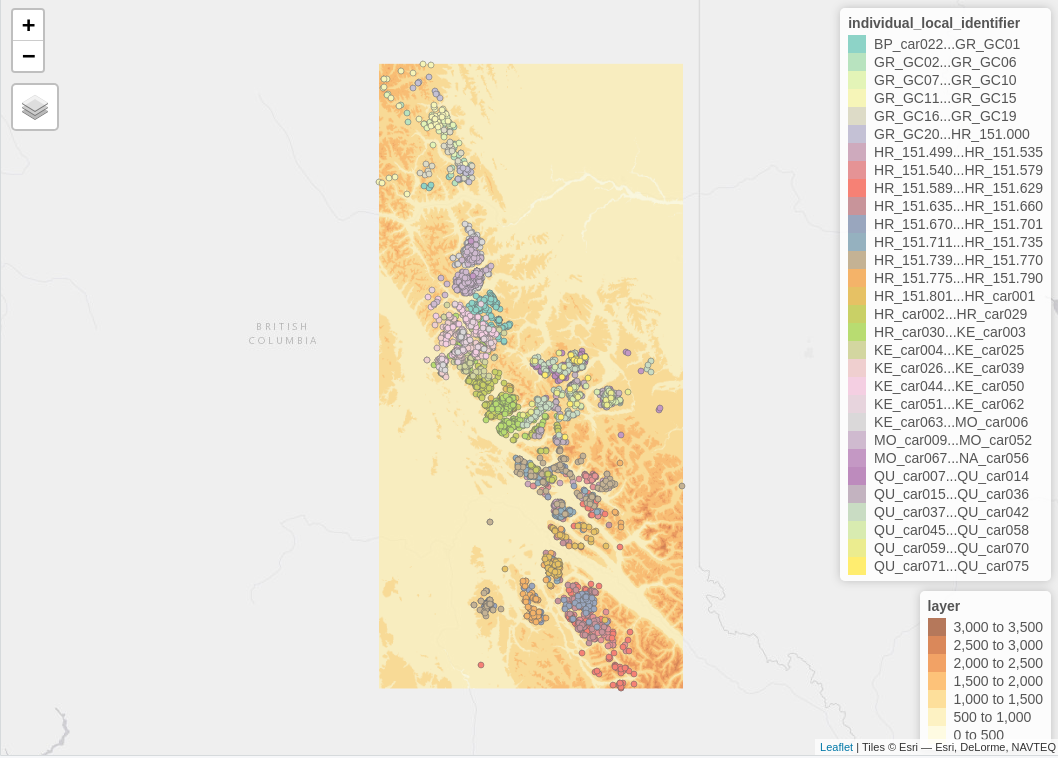 +
−
BRITISH
COLUMBIA
individual_local_identifier
BP_car022...GR_GC01
GR_GC02...GR_GC06
GR_GC07...GR_GC10
GR_GC11...GR_GC15
GR_GC16...GR_GC19
GR_GC20...HR_151.000
HR_151.499...HR_151.535
HR_151.540...HR_151.579
HR_151.589...HR_151.629
HR_151.635...HR_151.660
HR_151.670...HR_151.701
HR_151.711...HR_151.735
HR_151.739...HR_151.770
HR_151.775...HR_151.790
HR_151.801...HR_car001
HR_car002...HR_car029
HR_car030...KE_car003
KE_car004...KE_car025
KE_car026...KE_car039
KE_car044...KE_car050
KE_car051...KE_car062
KE_car063...MO_car006
MO_car009...MO_car052
MO_car067...NA_car056
QU_car007...QU_car014
QU_car015...QU_car036
QU_car037...QU_car042
QU_car045...QU_car058
QU_car059...QU_car070
QU_car071...QU_car075
layer
3,000 to 3,500
2,500 to 3,000
2,000 to 2,500
1,500 to 2,000
1,000 to 1,500
500 to 1,000
0 to 500
Leaflet | Tiles © Esri — Esri, DeLorme, NAVTEQ